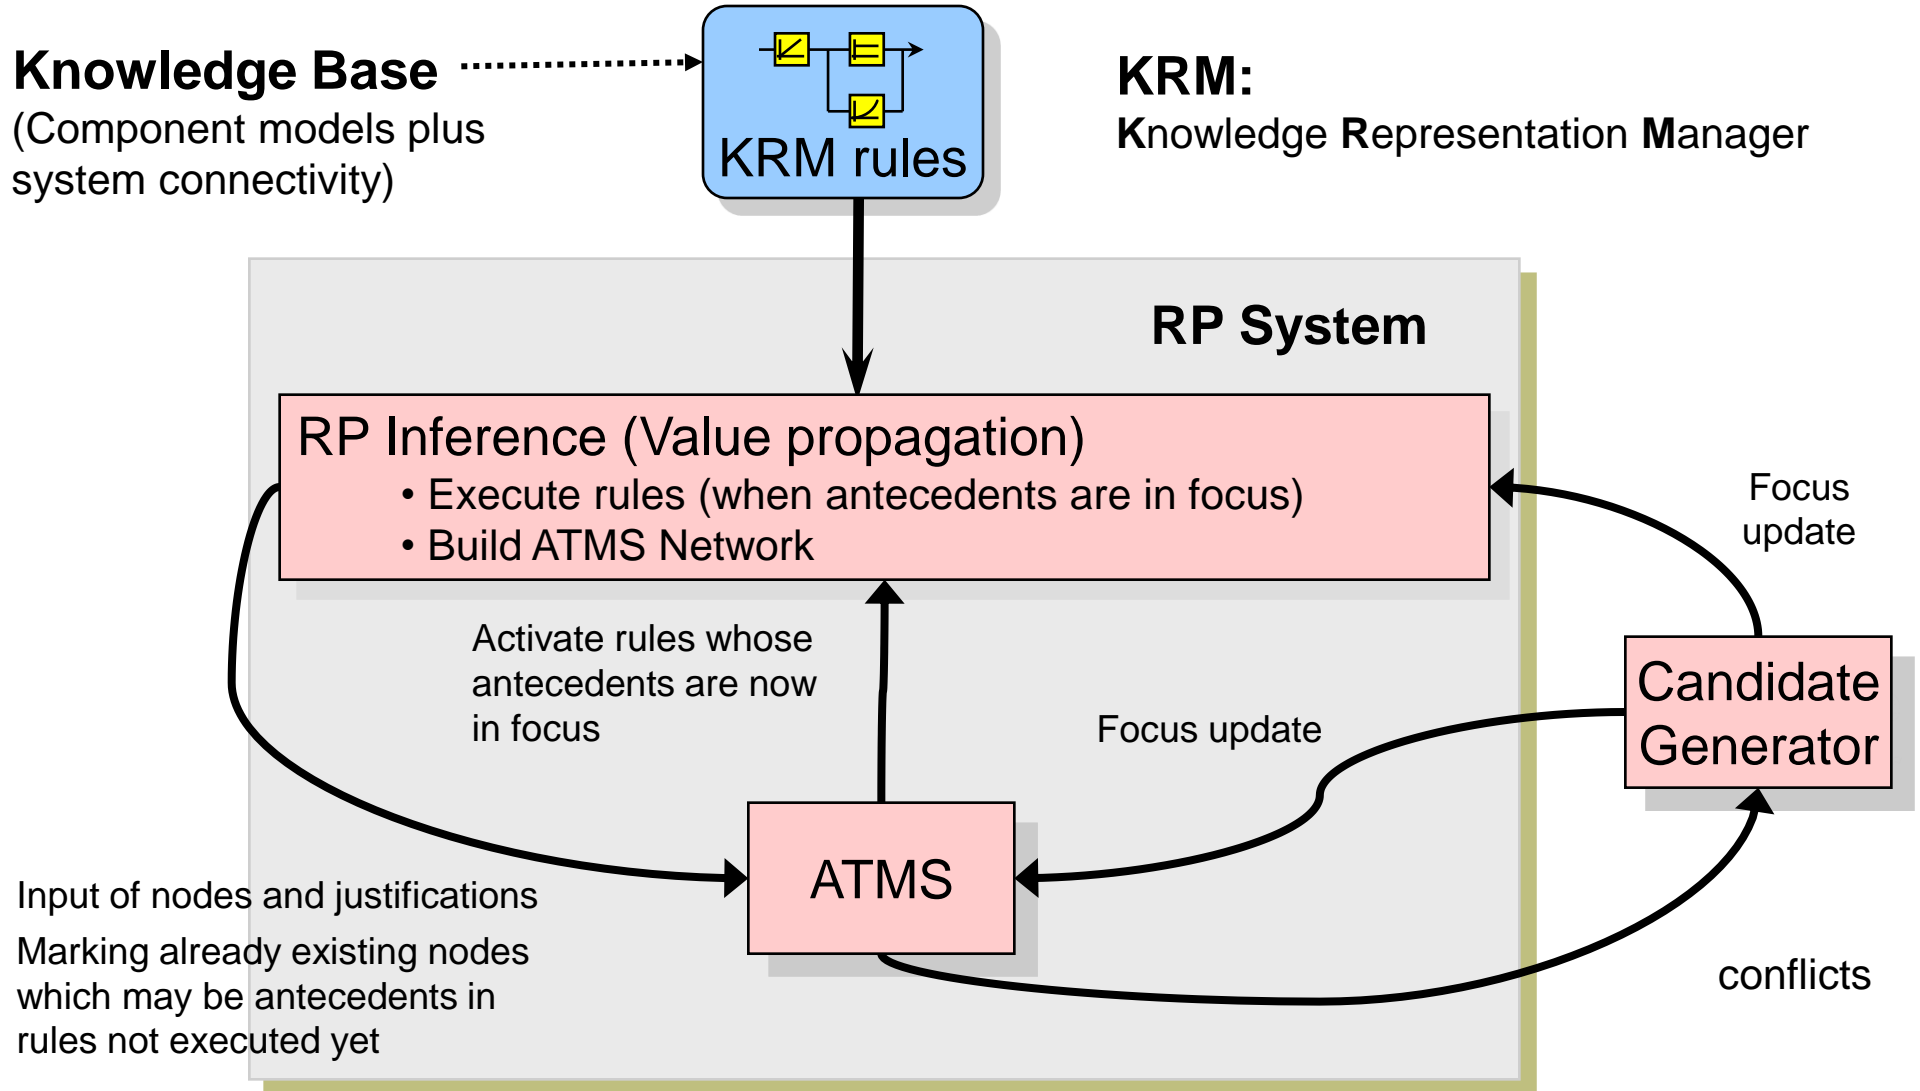 Knowledge Base
(Component models plus
system connectivity)
KRM rules
KRM:
Knowledge Representation Manager
RP System
RP Inference (Value propagation)
• Execute rules (when antecedents are in focus)
• Build ATMS Network
Focus
update
Activate rules whose
antecedents are now
in focus
Focus update
Candidate
Generator
ATMS
Input of nodes and justifications
Marking already existing nodes
which may be antecedents in
rules not executed yet
conflicts